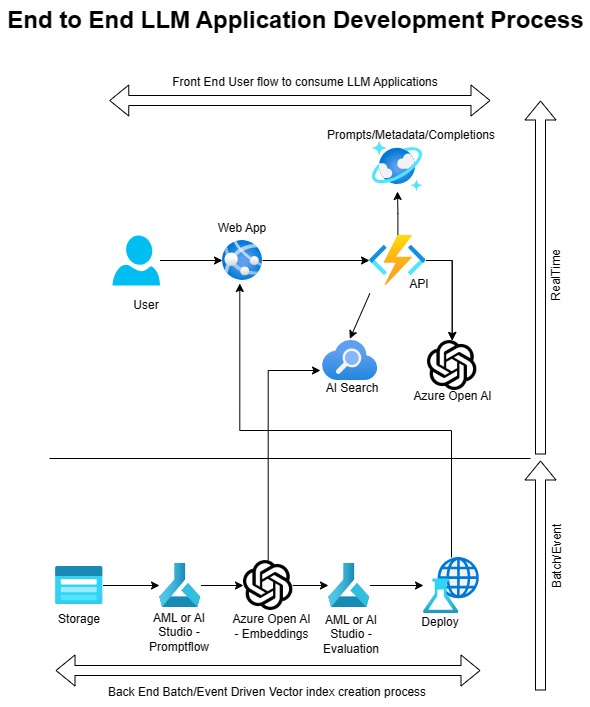 End to End LLM Application Development Process
Front End User flow to consume LLM Applications
Prompts/Metadata/Completions
Web App
User
API
RealTime
AI Search
Azure Open AI
Batch/Event
Storage
AML or AI
Studio -
Promptflow
Azure Open AI
- Embeddings
AML or AI
Studio -
Evaluation
Deploy
Back End Batch/Event Driven Vector index creation process